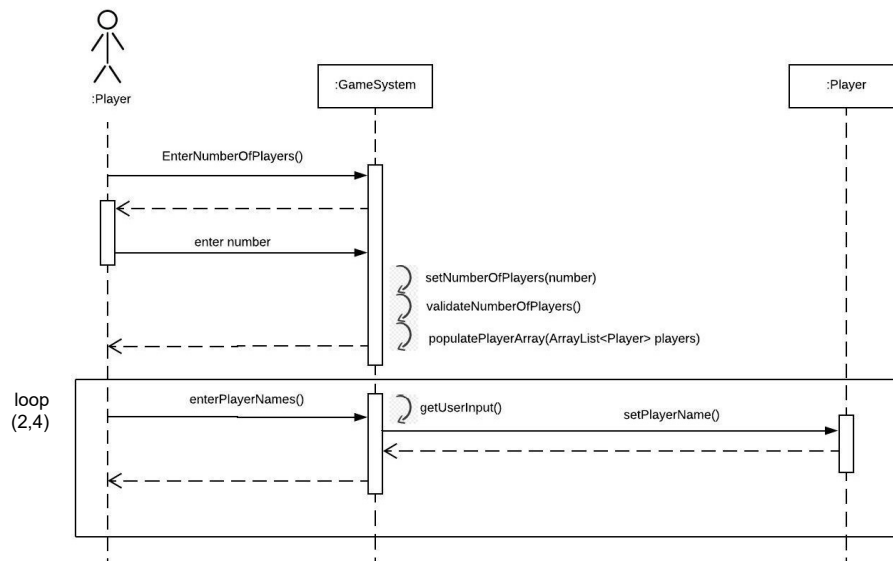 :Player
:GameSystem
:Player
EnterNumberOfPlayers()
enter number
setNumberOfPlayers(number)
validateNumberOfPlayers()
populatePlayerArray(ArrayList<Player> players)
loop
(2,4)
enterPlayerNames()
getUserInput()
setPlayerName()